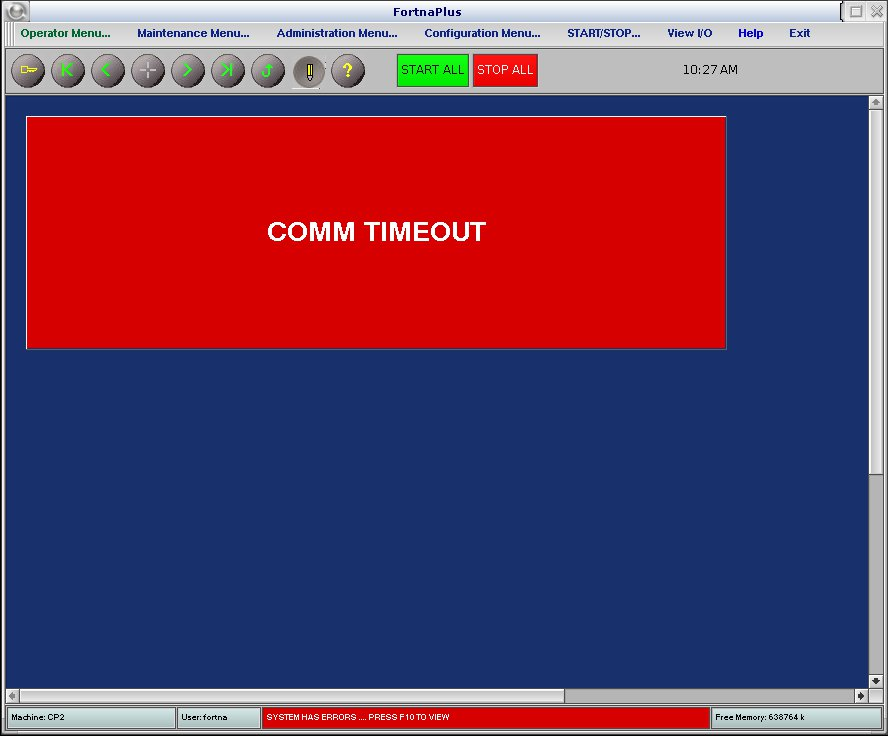 FortnaPlus
Operator Menu... Maintenance Menu... Administration Menu... Configuration Menu... START/STOP... View I/O Help Exit
? START ALL STOP ALL 10:27 AM
COMM TIMEOUT
Machine: CP2 User: fortna SYSTEM HAS ERRORS .... PRESS F10 TO VIEW Free Memory: 638764 k